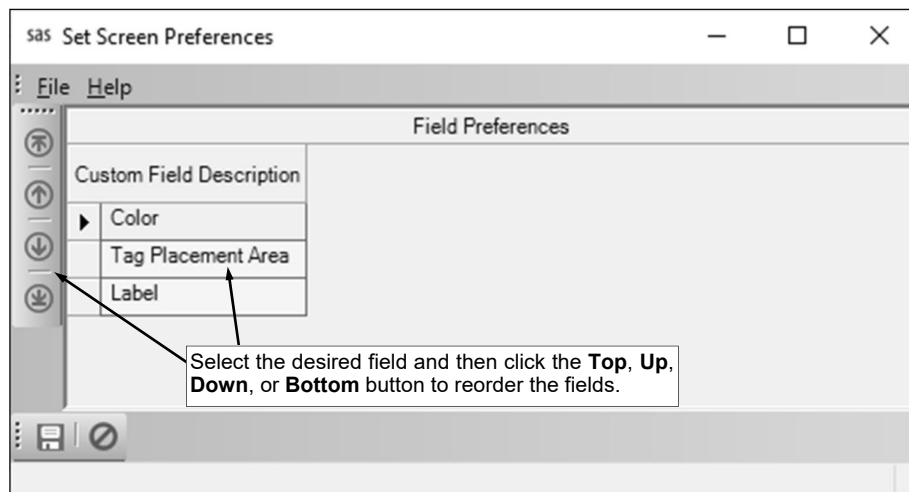 sas Set Screen Preferences
File Help
Field Preferences
Custom Field Description
Color
Tag Placement Area
Label
Select the desired field and then click the Top, Up,
Down, or Bottom button to reorder the fields.